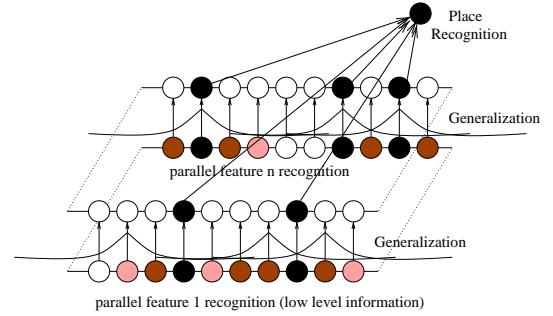 Place
Recognition
Generalization
parallel feature n recognition
Generalization
parallel feature 1 recognition (low level information)